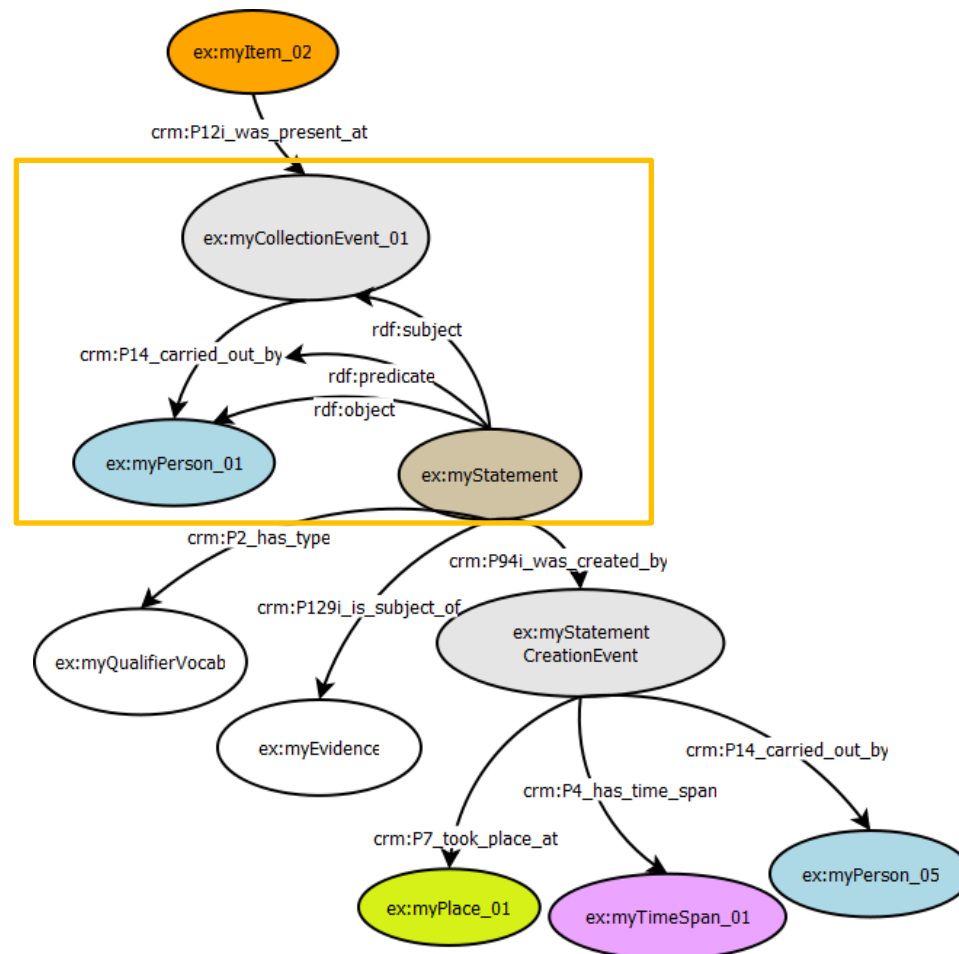 ex:myItem_02
crm:P12i_was_present_at
ex:myCollectionEvent_01
rdf:subject
crm:P14_carried_out_by
rdf:predicate
rdf:object
ex:myPerson_01
ex:myStatement
crm:P2_has_type
crm:P94i_was_created_by
crm:P129i_is_subject_of
ex:myStatement
CreationEvent
ex:myQualifierVocab
ex:myEvidence
crm:P14_carried_out_by
crm:P4_has_time_span
crm:P7_took_place_at
ex:myPerson_05
ex:myPlace_01
ex:myTimeSpan_01